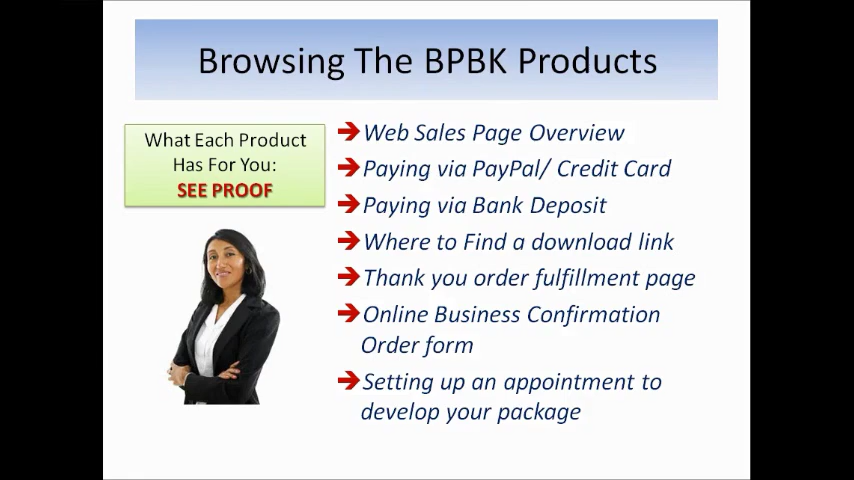 Browsing The BPBK Products
What Each Product
Has For You:
SEE PROOF
Web Sales Page Overview
Paying via PayPal/ Credit Card
Paying via Bank Deposit
Where to Find a download link
Thank you order fulfillment page
Online Business Confirmation
Order form
Setting up an appointment to
develop your package